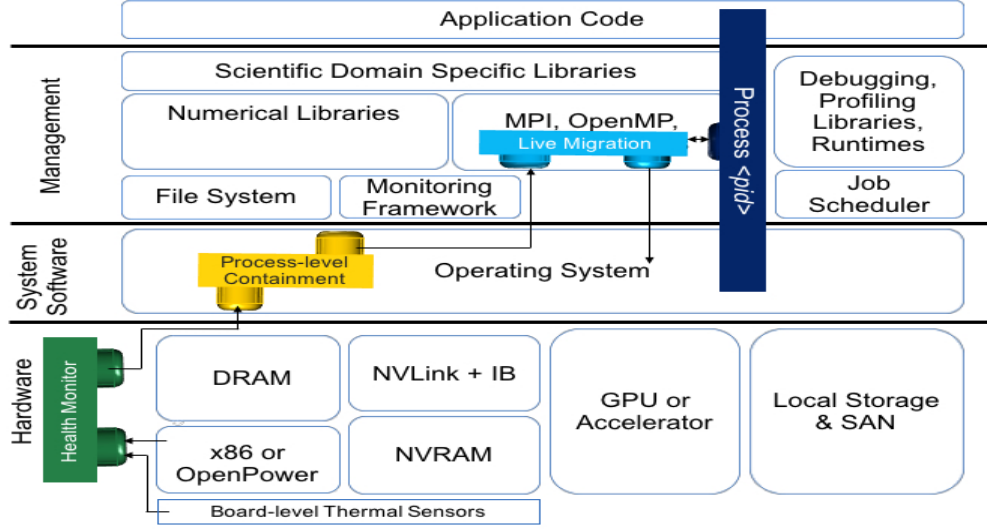 Application Code
Management
Scientific Domain Specific Libraries
Numerical Libraries
MPI, OpenMP,
Live Migration
Process <pid>
Debugging,
Profiling
Libraries,
Runtimes
File System
Monitoring
Framework
Job
Scheduler
System
Software
Process-level
Containment
Operating System
Hardware
Health Monitor
DRAM
NVLink + IB
GPU or
Accelerator
Local Storage
& SAN
x86 or
OpenPower
NVRAM
Board-level Thermal Sensors